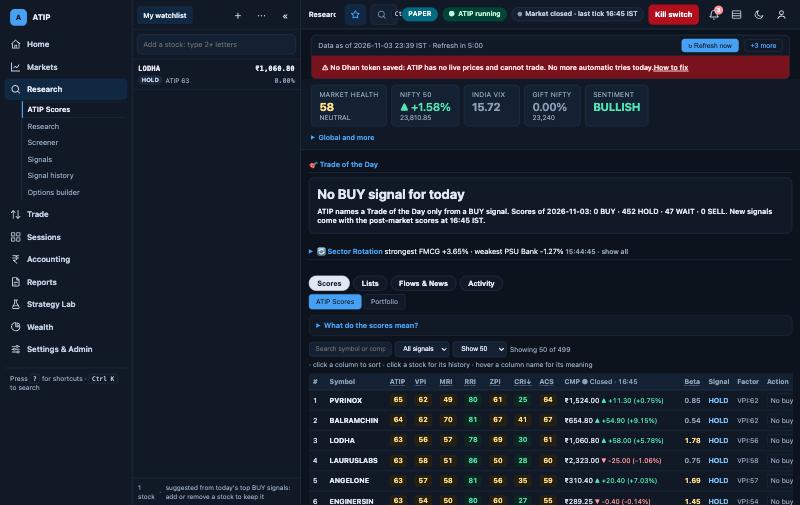 A ATIP
Home
Markets
Research
ATIP Scores
Research
Screener
Signals
Signal history
Options builder
Trade
Sessions
Accounting
Reports
Strategy Lab
Wealth
Settings & Admin
Press ? for shortcuts · Ctrl K
to search
My watchlist + ··· «
Add a stock: type 2+ letters
LODHA ₹1,060.80
HOLD ATIP 63 0.00%
1 stock · suggested from today's top BUY signals: add or remove a stock to keep it
Researc PAPER ATIP running Market closed · last tick 16:45 IST Kill switch
Data as of 2026-11-03 23:39 IST · Refresh in 5:00 ↻ Refresh now +3 more
⚠ No Dhan token saved: ATIP has no live prices and cannot trade. No more automatic tries today. How to fix
MARKET HEALTH
58
NEUTRAL
NIFTY 50
▲ +1.58%
23,810.85
INDIA VIX
15.72
GIFT NIFTY
0.00%
23,240
SENTIMENT
BULLISH
▶ Global and more
Trade of the Day
No BUY signal for today
ATIP names a Trade of the Day only from a BUY signal. Scores of 2026-11-03: 0 BUY · 452 HOLD · 47 WAIT · 0 SELL. New signals
come with the post-market scores at 16:45 IST.
▶ Sector Rotation strongest FMCG +3.65% · weakest PSU Bank -1.27% 15:44:45 · show all
Scores Lists Flows & News Activity
ATIP Scores Portfolio
▶ What do the scores mean?
Search symbol or comp All signals Show 50 Showing 50 of 499
· click a column to sort · click a stock for its history · hover a column name for its meaning
# Symbol ATIP VPI MRI RRI ZPI CRI↓ ACS CMP Closed · 16:45 Beta Signal Factor Action
1 PVRINOX 65 62 49 80 61 25 64 ₹1,524.00 ▲ +11.30 (+0.75%) 0.85 HOLD VPI:62 No buy
2 BALRAMCHIN 64 62 70 81 67 41 67 ₹654.80 ▲ +54.90 (+9.15%) 0.54 HOLD VPI:62 No buy
3 LODHA 63 56 57 78 69 30 61 ₹1,060.80 ▲ +58.00 (+5.78%) 1.78 HOLD VPI:56 No buy
4 LAURUSLABS 63 58 51 86 50 28 60 ₹2,323.00 ▼ -25.00 (-1.06%) 0.75 HOLD VPI:58 No buy
5 ANGELONE 63 57 58 81 56 35 59 ₹310.40 ▲ +20.40 (+7.03%) 1.69 HOLD VPI:57 No buy
6 ENGINERSIN 63 54 50 80 60 27 55 ₹289.25 ▼ -0.40 (-0.14%) 1.45 HOLD VPI:54 No buy